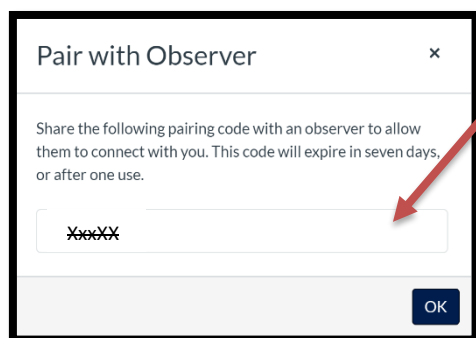 Pair with Observer ×
Share the following pairing code with an observer to allow
them to connect with you. This code will expire in seven days,
or after one use.
XxxXX
OK